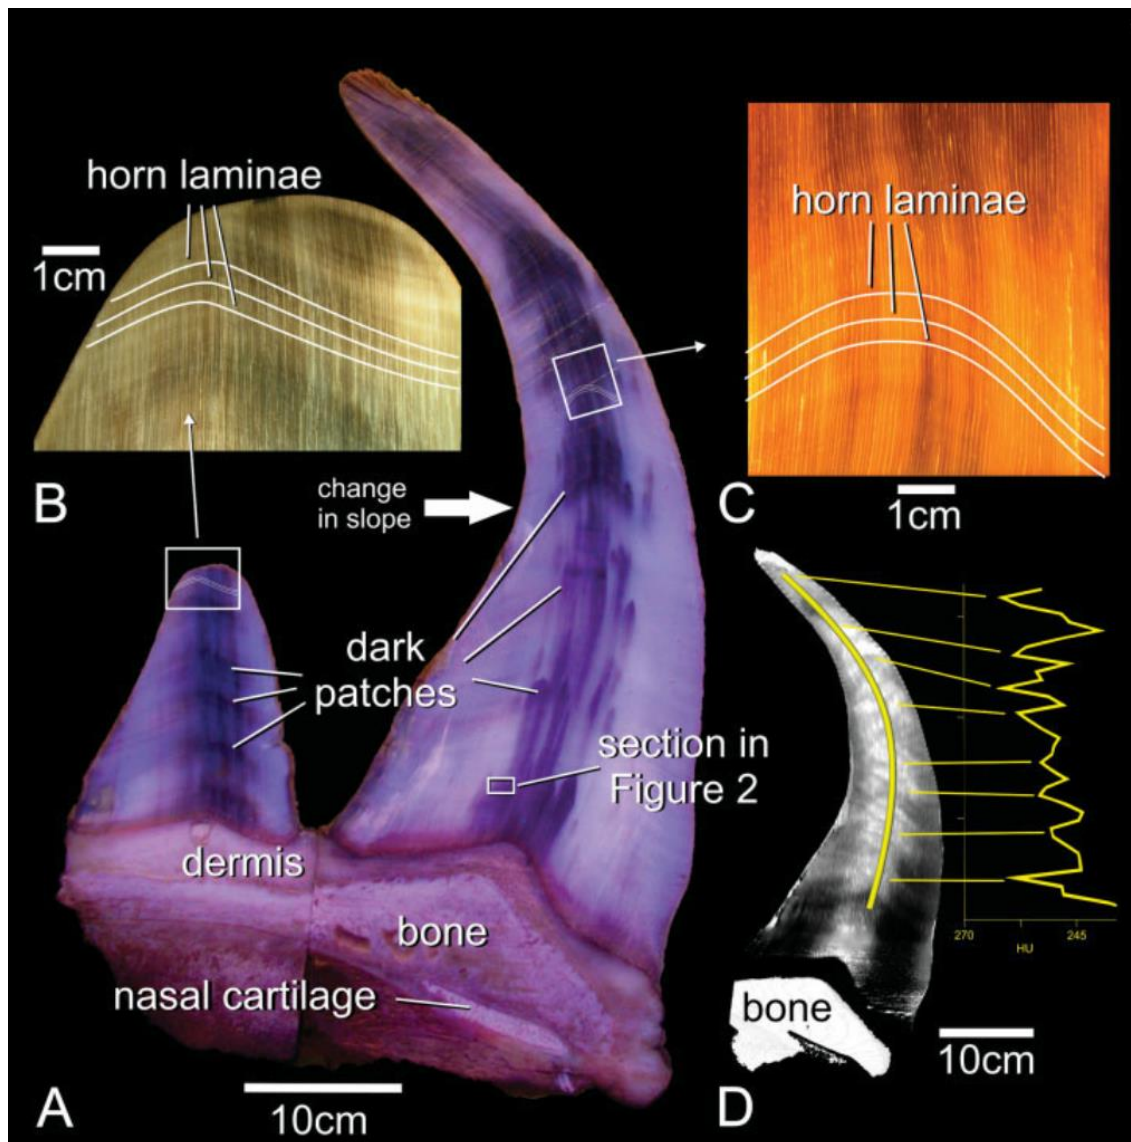 horn laminae
1cm
B
change
in slope
horn laminae
C
1cm
dark
patches
section in
Figure 2
dermis
bone
nasal cartilage
A
10cm
270
HU
245
bone
10cm
D